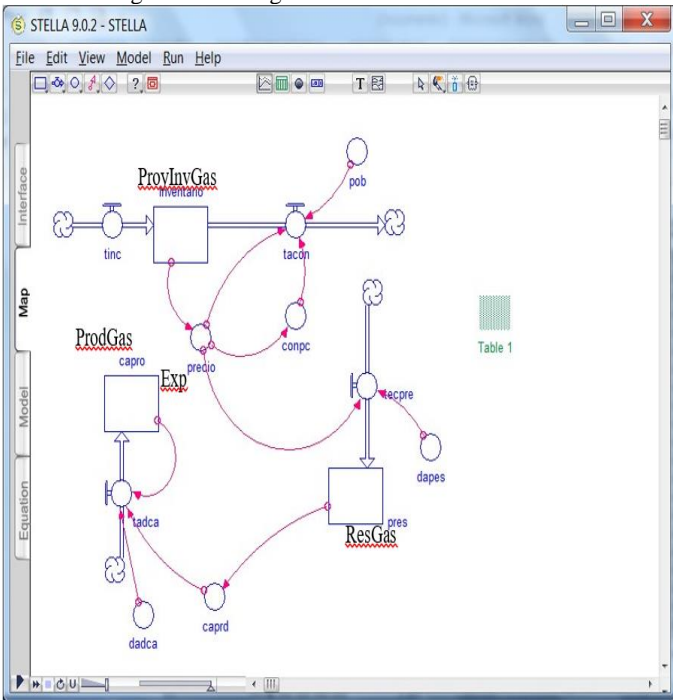 STELLA 9.0.2 - STELLA
File Edit View Model Run Help
Interface
Map
Model
Equation
pob
ProvInvGas
inventario
tinc
tacon
conpc
precio
Table 1
ProdGas
capro
Exp
tecpre
dapes
tadca
pres
ResGas
caprd
dadca